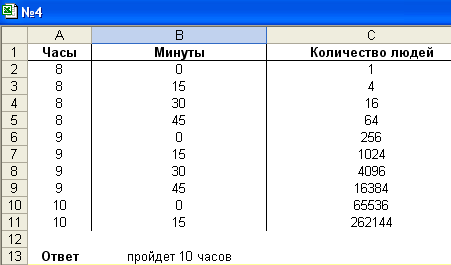 №4
A B C
1 Часы Минуты Количество людей
2 8 0 1
3 8 15 4
4 8 30 16
5 8 45 64
6 9 0 256
7 9 15 1024
8 9 30 4096
9 9 45 16384
10 10 0 65536
11 10 15 262144
12
13 Ответ пройдет 10 часов